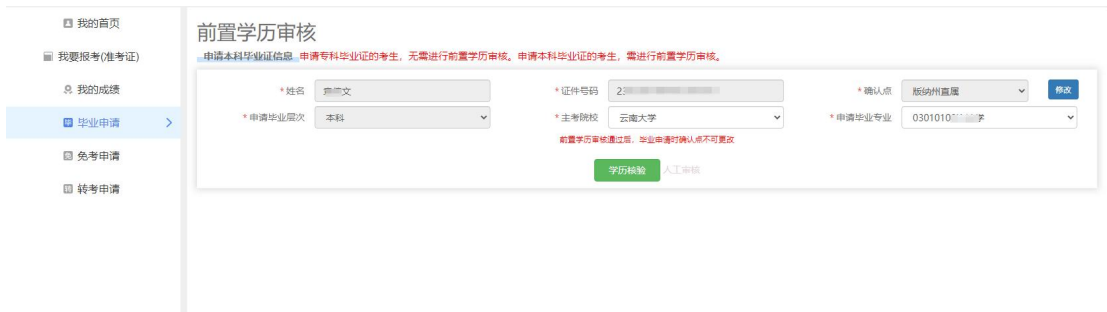 我的首页
我要报考(准考证)
我的成绩
毕业申请 >
免考申请
转考申请
前置学历审核
申请本科毕业证信息 申请专科毕业证的考生，无需进行前置学历审核。申请本科毕业证的考生，需进行前置学历审核。
*姓名 文 *证件号码 23 *确认点 版纳州直属 修改
*申请毕业层次 本科 *主考院校 云南大学 *申请毕业专业 0301010 学
前置学历审核通过后，毕业申请时确认点不可更改
学历核验 人工审核